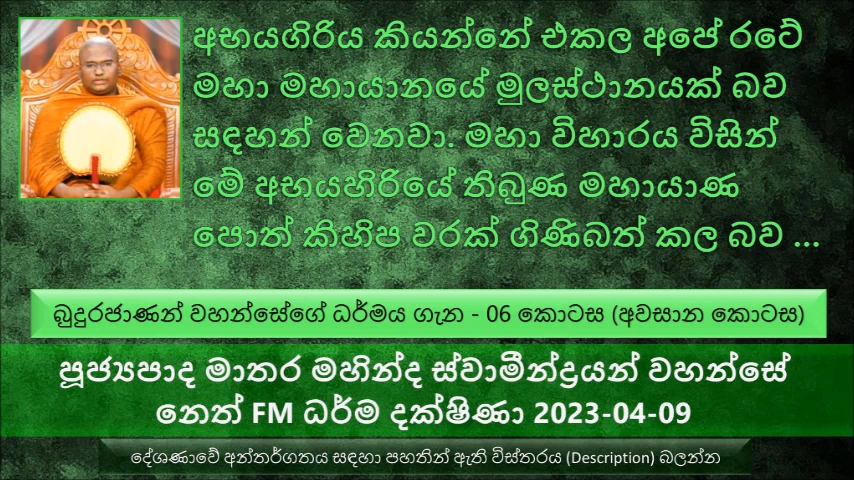 අභයගිරිය කියන්නේ එකල අපේ රටේ
මහා මහායානයේ මුලස්ථානයක් බව
සඳහන් වෙනවා. මහා විහාරය විසින්
මේ අභයහිරියේ තිබුණ මහායාණ
පොත් කිහිප වරක් ගිණිබත් කල බව ...
බුදුරජාණන් වහන්සේගේ ධර්මය ගැන - 06 කොටස (අවසාන කොටස)
පූජ්‍යපාද මාතර මහින්ද ස්වාමීන්ද්‍රයන් වහන්සේ
නෙත් FM ධර්ම දක්ෂිණා 2023-04-09
දේශණාවේ අන්තර්ගතය සඳහා පහතින් ඇති විස්තරය (Description) බලන්න